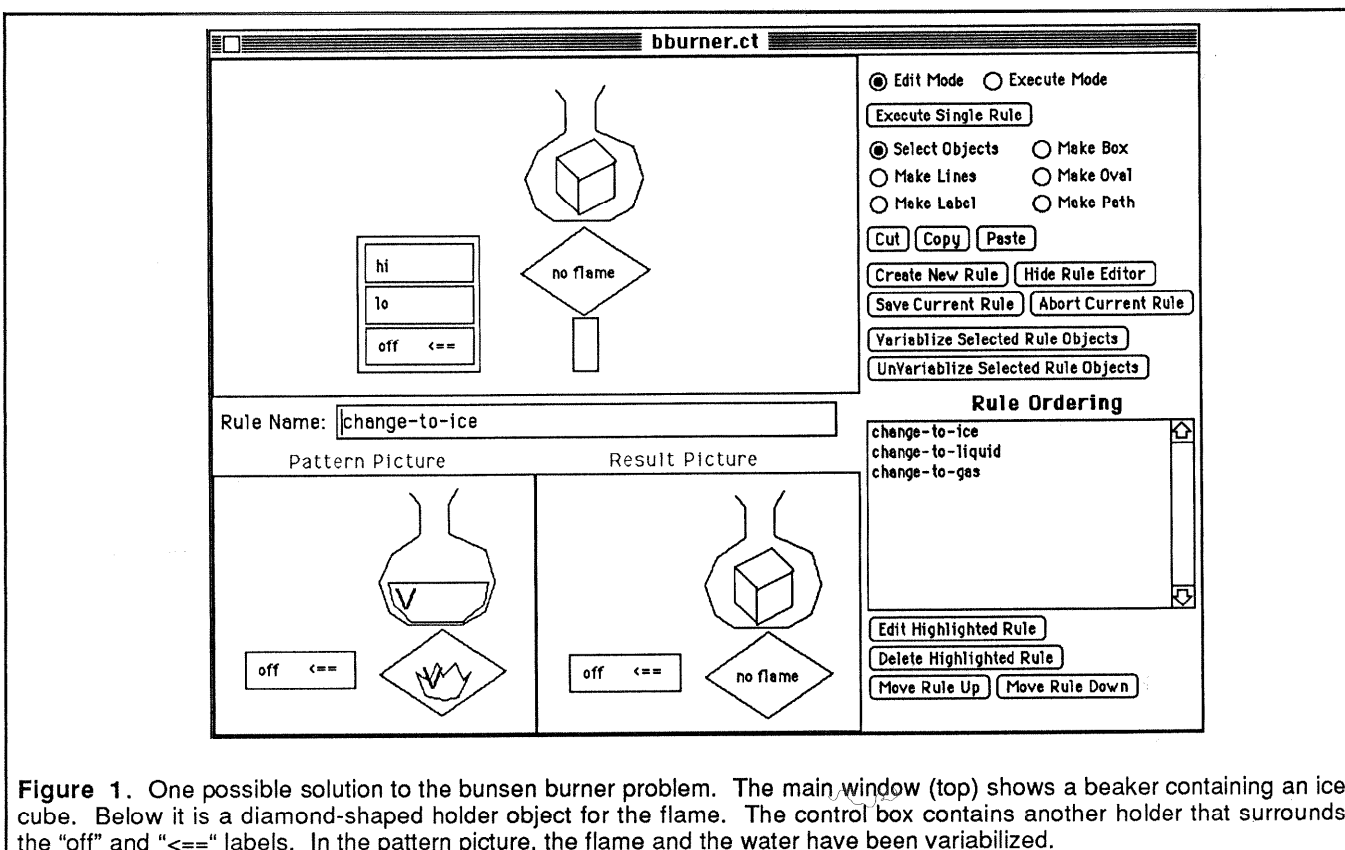 bburner.ct
Edit Mode Execute Mode
Execute Single Rule
Select Objects Make Box
Make Lines Make Oval
Make Label Make Path
Cut Copy Paste
Create New Rule Hide Rule Editor
Save Current Rule Abort Current Rule
Variablize Selected Rule Objects
UnVariablize Selected Rule Objects
hi
lo
off <==
no flame
Rule Name: change-to-ice
Rule Ordering
change-to-ice
change-to-liquid
change-to-gas
Pattern Picture Result Picture
V
off <==
V
off <==
no flame
Edit Highlighted Rule
Delete Highlighted Rule
Move Rule Up Move Rule Down
Figure 1. One possible solution to the bunsen burner problem. The main window (top) shows a beaker containing an ice
cube. Below it is a diamond-shaped holder object for the flame. The control box contains another holder that surrounds
the "off" and "<==" labels. In the pattern picture, the flame and the water have been variabilized.